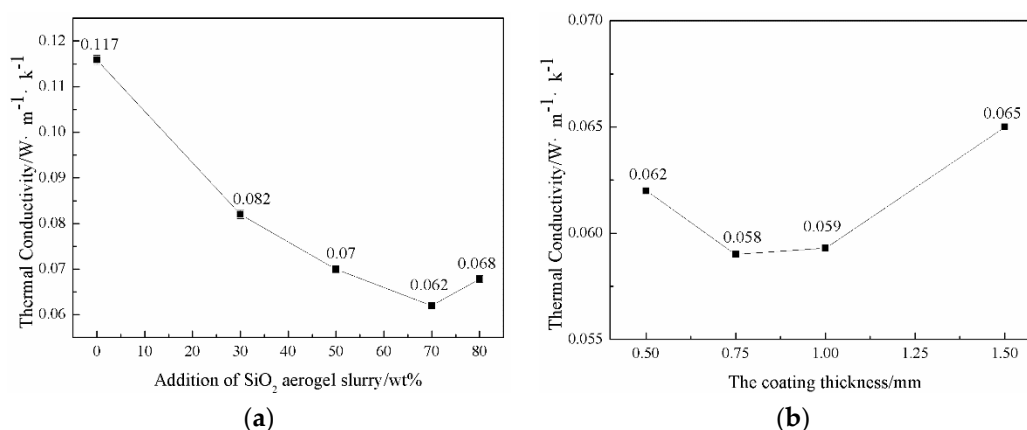 0.12
0.11
0.10
0.09
0.08
0.07
0.06
Thermal Conductivity/W· m⁻¹· k⁻¹
0.117
0.082
0.07
0.062
0.068
0 10 20 30 40 50 60 70 80
Addition of SiO₂ aerogel slurry/wt%
(a)
0.070
0.065
0.060
0.055
Thermal Conductivity/W· m⁻¹· k⁻¹
0.062
0.058
0.059
0.065
0.50 0.75 1.00 1.25 1.50
The coating thickness/mm
(b)